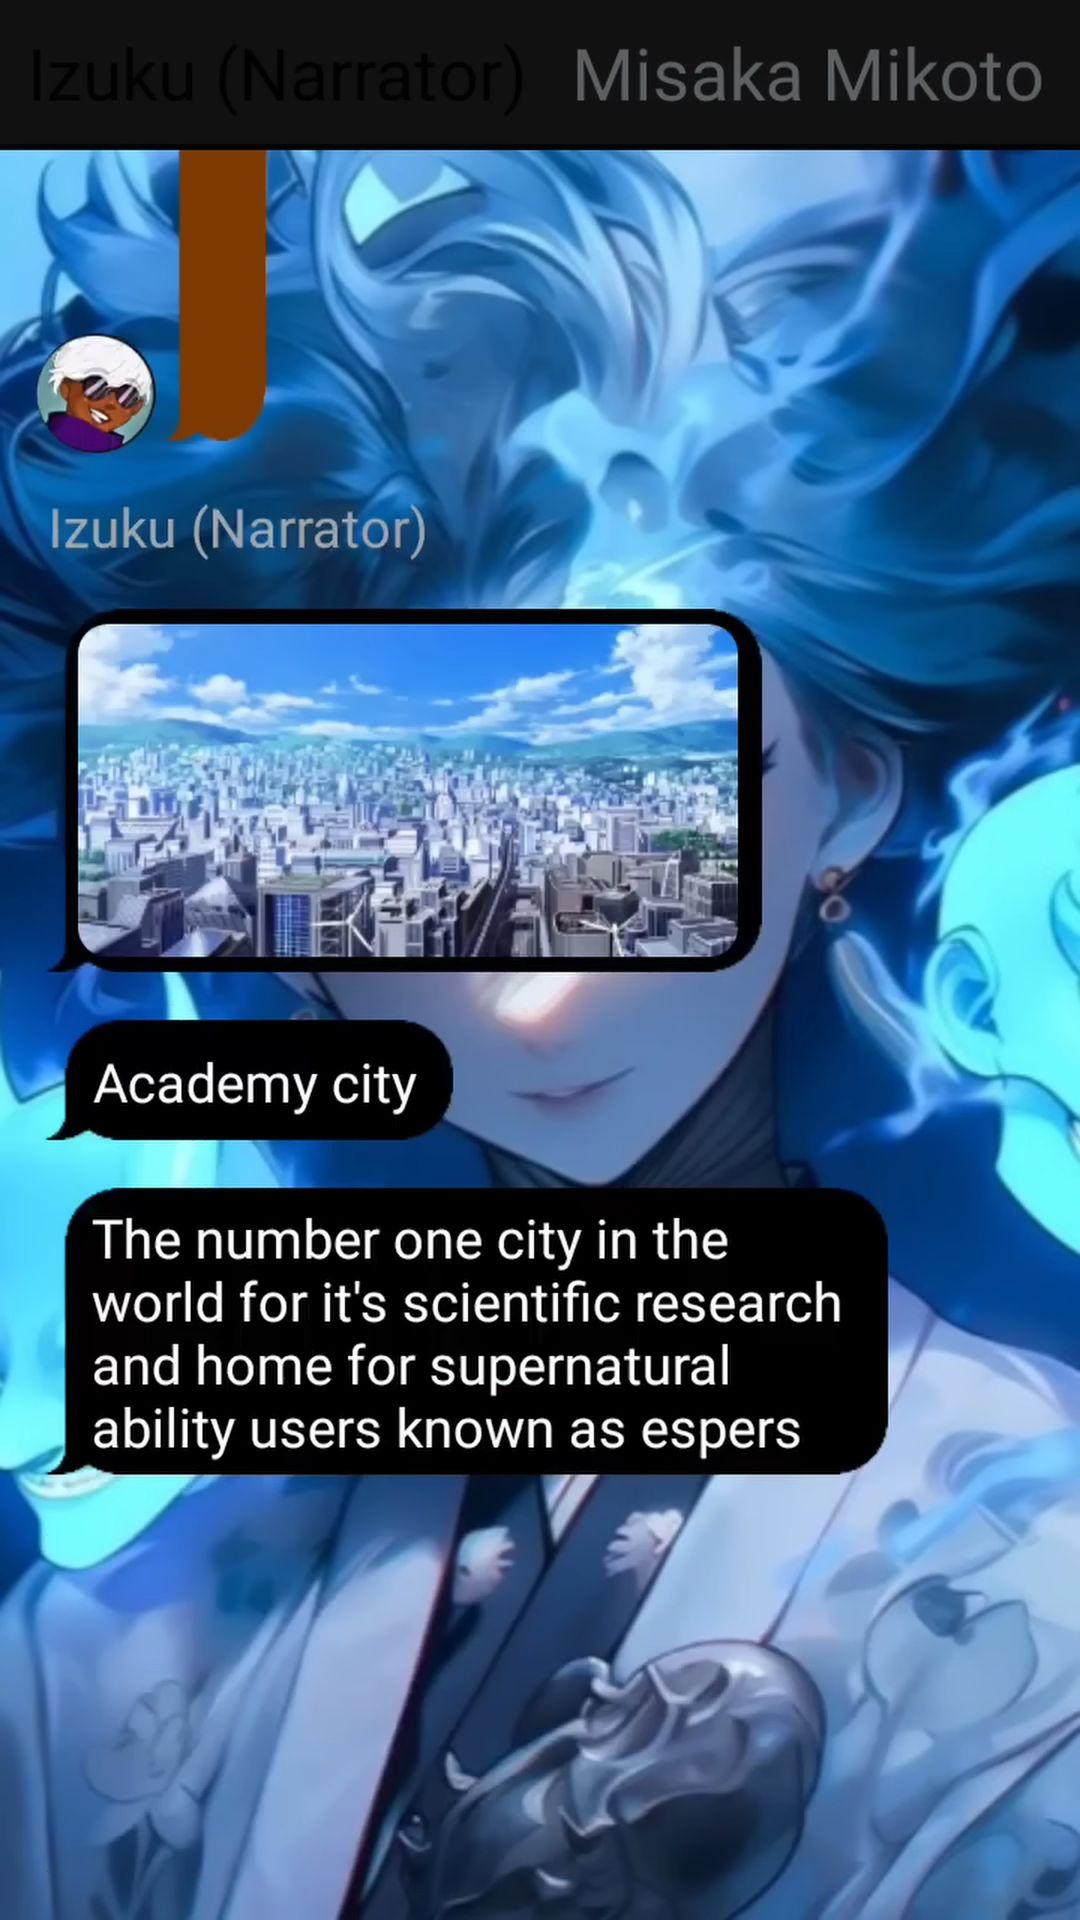 Izuku (Narrator) Misaka Mikoto
Izuku (Narrator)
Academy city
The number one city in the
world for it's scientific research
and home for supernatural
ability users known as espers